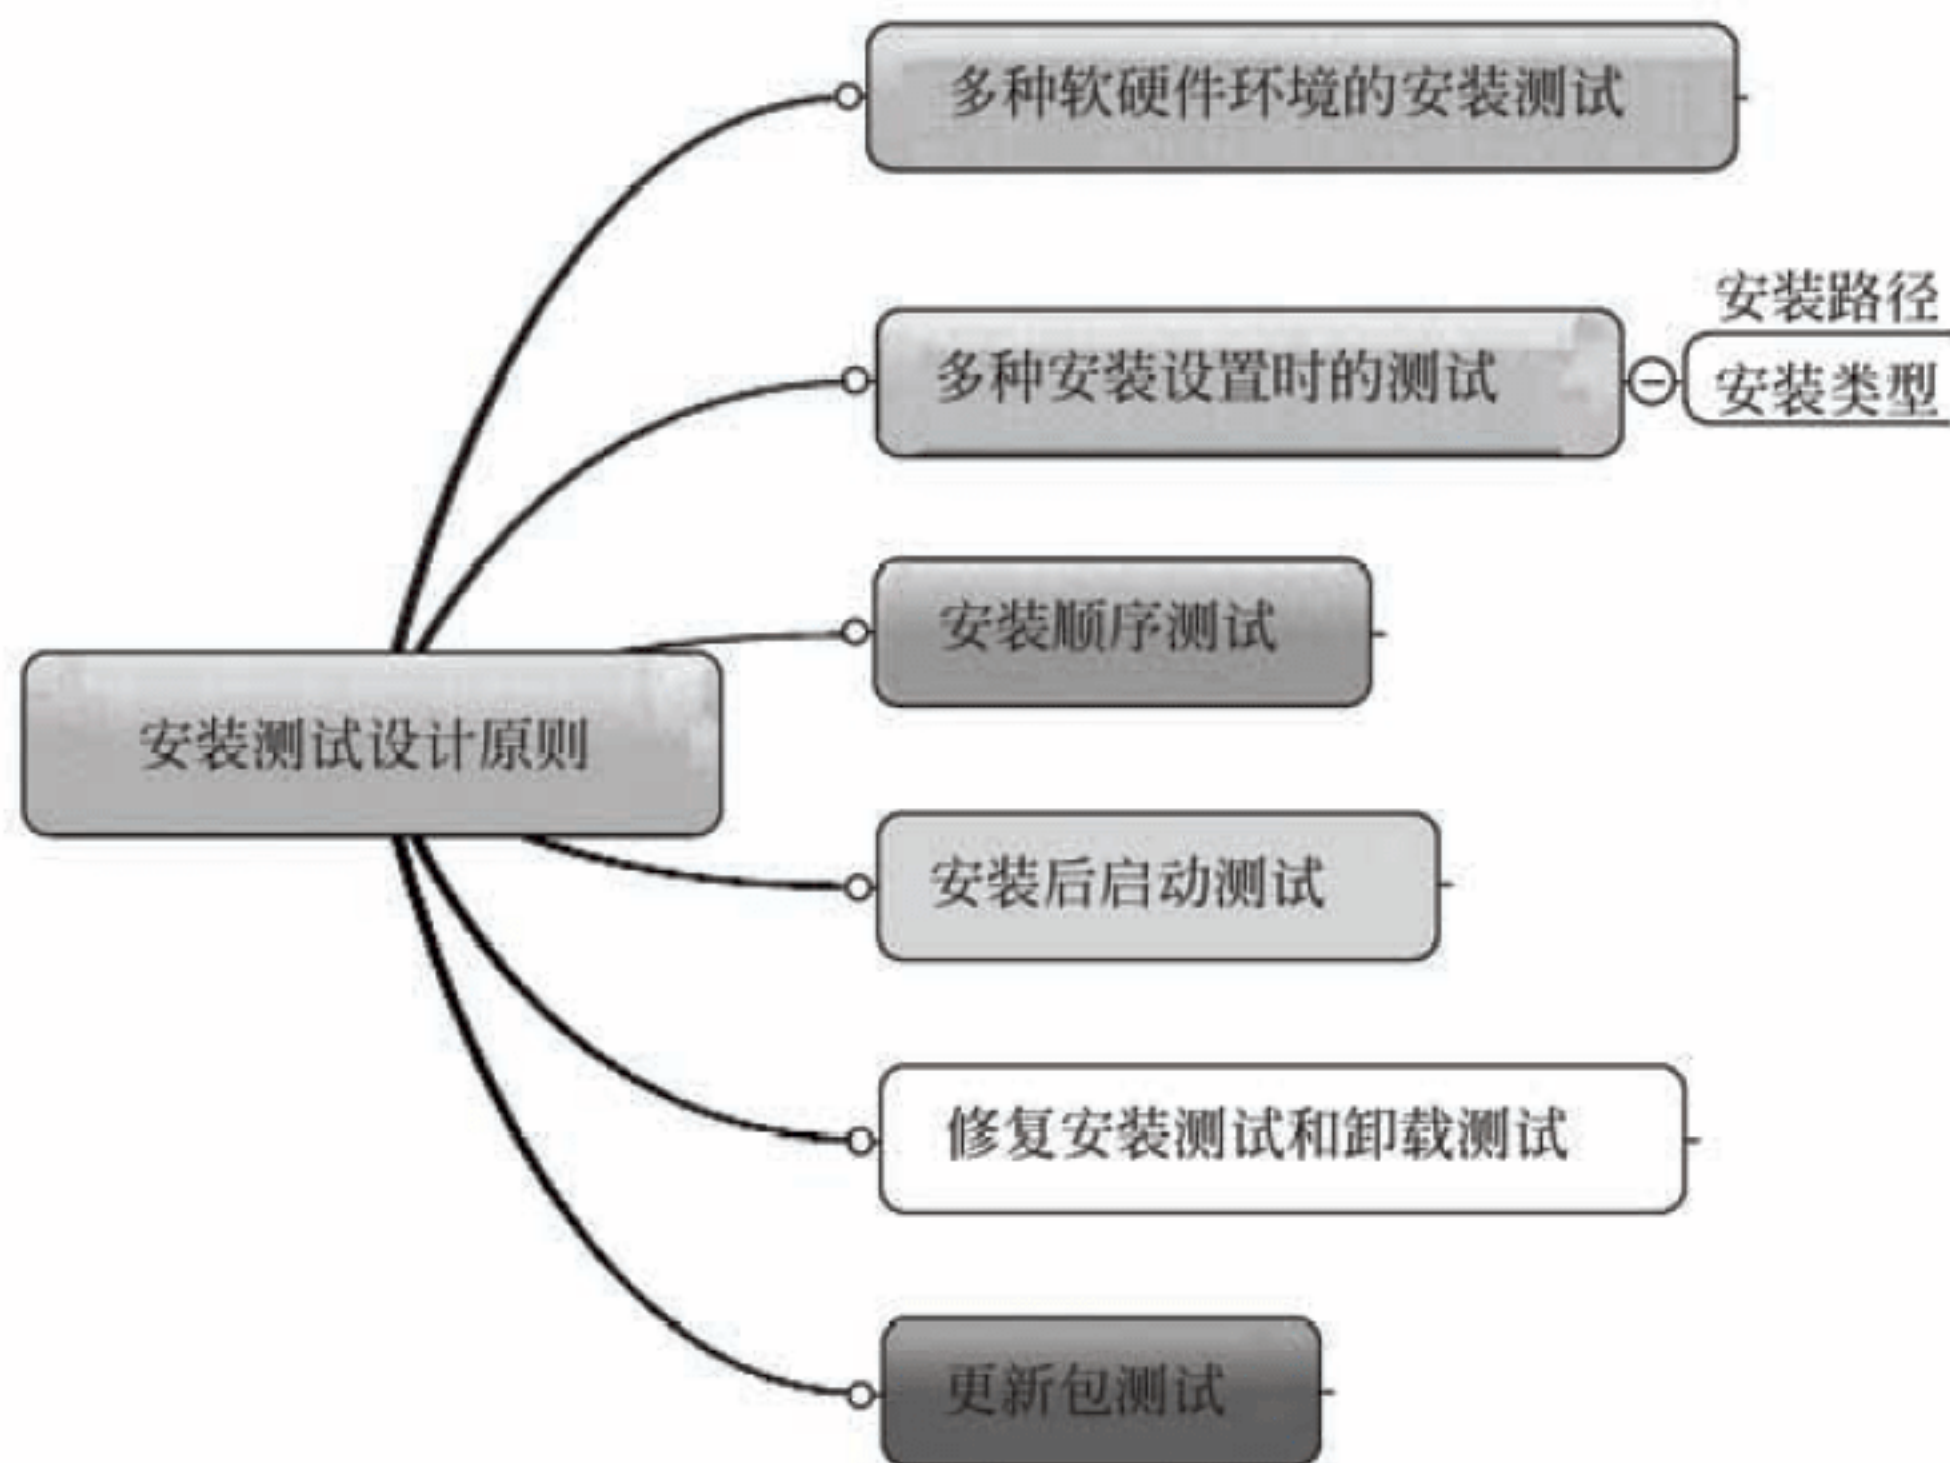 多种软硬件环境的安装测试
安装路径
多种安装设置时的测试
安装类型
安装顺序测试
安装测试设计原则
安装后启动测试
修复安装测试和卸载测试
更新包测试